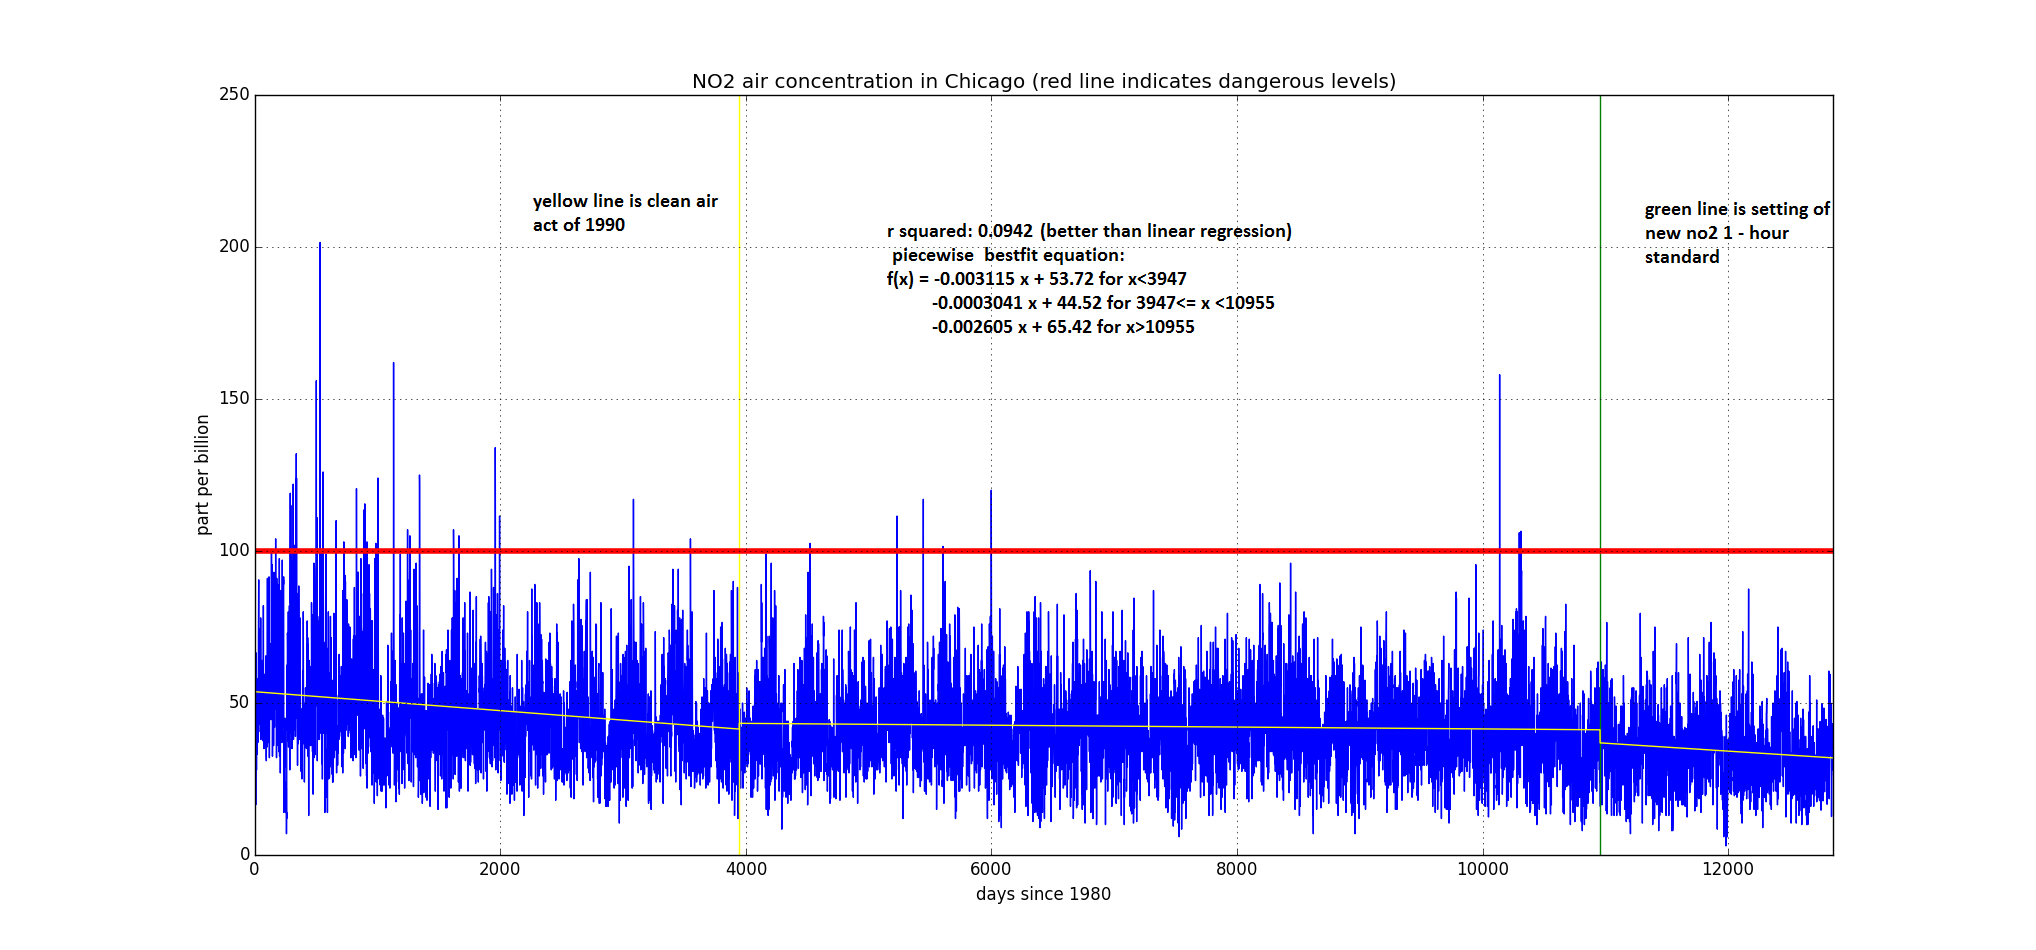 NO2 air concentration in Chicago (red line indicates dangerous levels)
250
200
150
100
50
0
part per billion
yellow line is clean air
act of 1990
r squared: 0.0942 (better than linear regression)
piecewise bestfit equation:
f(x) = -0.003115 x + 53.72 for x<3947
-0.0003041 x + 44.52 for 3947<= x <10955
-0.002605 x + 65.42 for x>10955
green line is setting of
new no2 1 - hour
standard
0 2000 4000 6000 8000 10000 12000
days since 1980